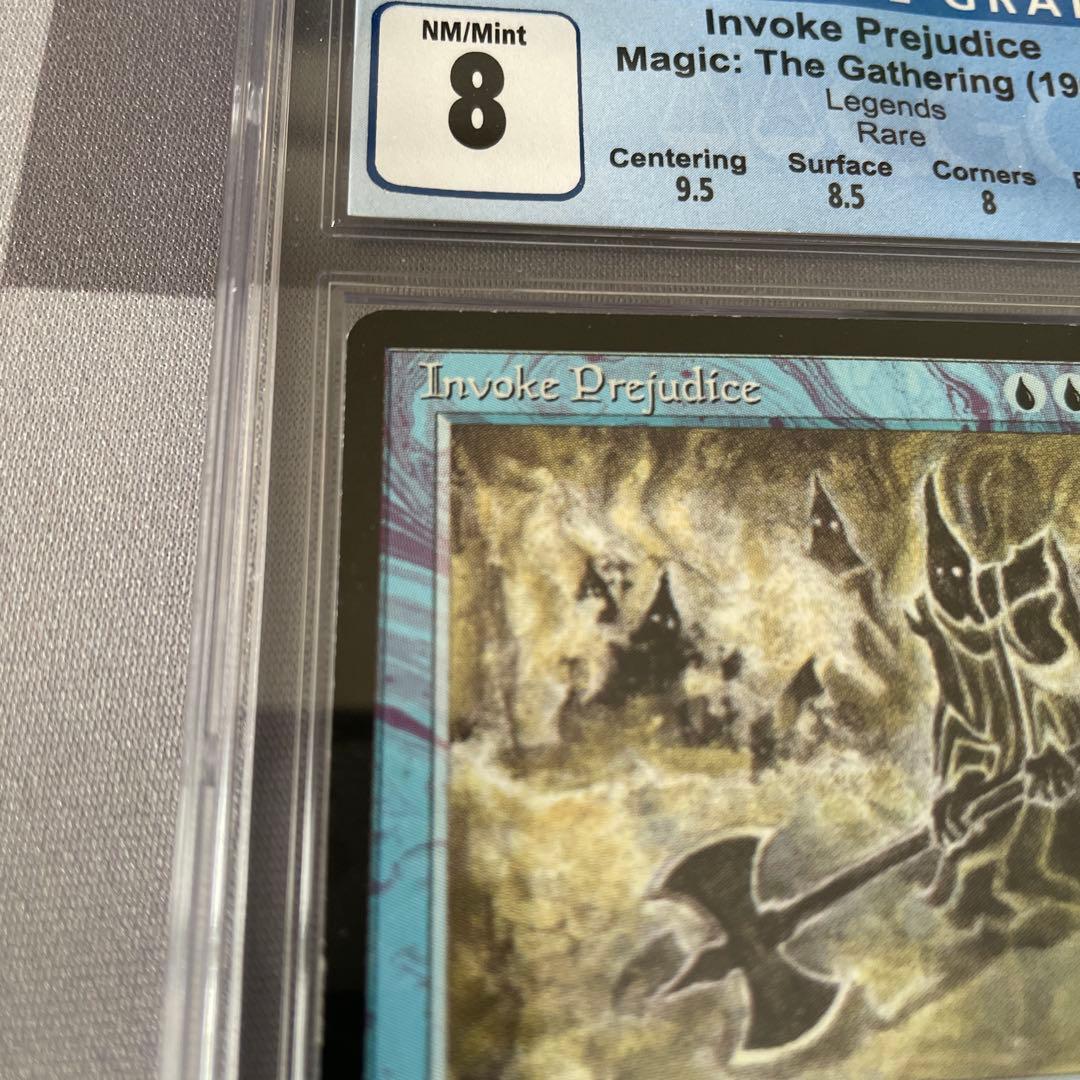 NM/Mint
8
Invoke Prejudice
Magic: The Gathering (19
Legends
Rare
Centering Surface Corners
9.5 8.5 8
Invoke Prejudice